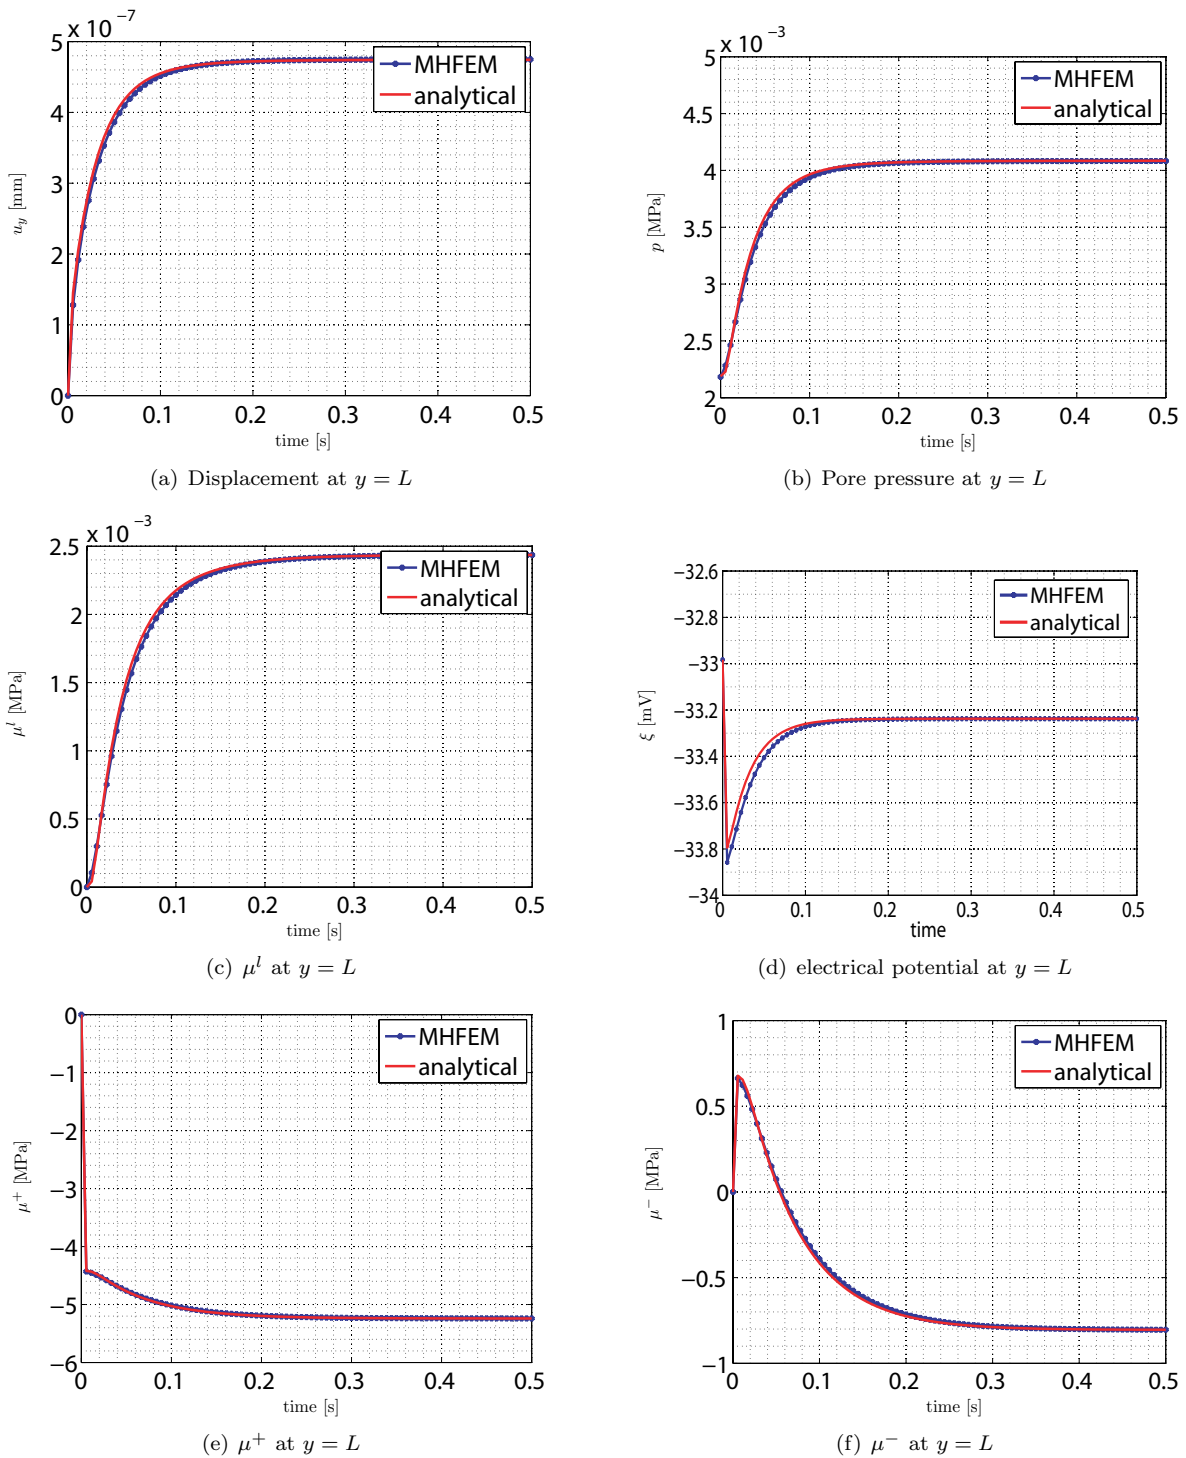 x 10 −7
5
4
3
2
1
0
0 0.1 0.2 0.3 0.4 0.5
u_y [mm]
time [s]
MHFEM
analytical
(a) Displacement at y = L
x 10 −3
5
4.5
4
3.5
3
2.5
2
0 0.1 0.2 0.3 0.4 0.5
p [MPa]
time [s]
MHFEM
analytical
(b) Pore pressure at y = L
x 10 −3
2.5
2
1.5
1
0.5
0
0 0.1 0.2 0.3 0.4 0.5
μ^l [MPa]
time [s]
MHFEM
analytical
(c) μ^l at y = L
−32.6
−32.8
−33
−33.2
−33.4
−33.6
−33.8
−34
0 0.1 0.2 0.3 0.4 0.5
ξ [mV]
time
MHFEM
analytical
(d) electrical potential at y = L
0
−1
−2
−3
−4
−5
−6
0 0.1 0.2 0.3 0.4 0.5
μ^+ [MPa]
time [s]
MHFEM
analytical
(e) μ^+ at y = L
1
0.5
0
−0.5
−1
0 0.1 0.2 0.3 0.4 0.5
μ^− [MPa]
time [s]
MHFEM
analytical
(f) μ^− at y = L